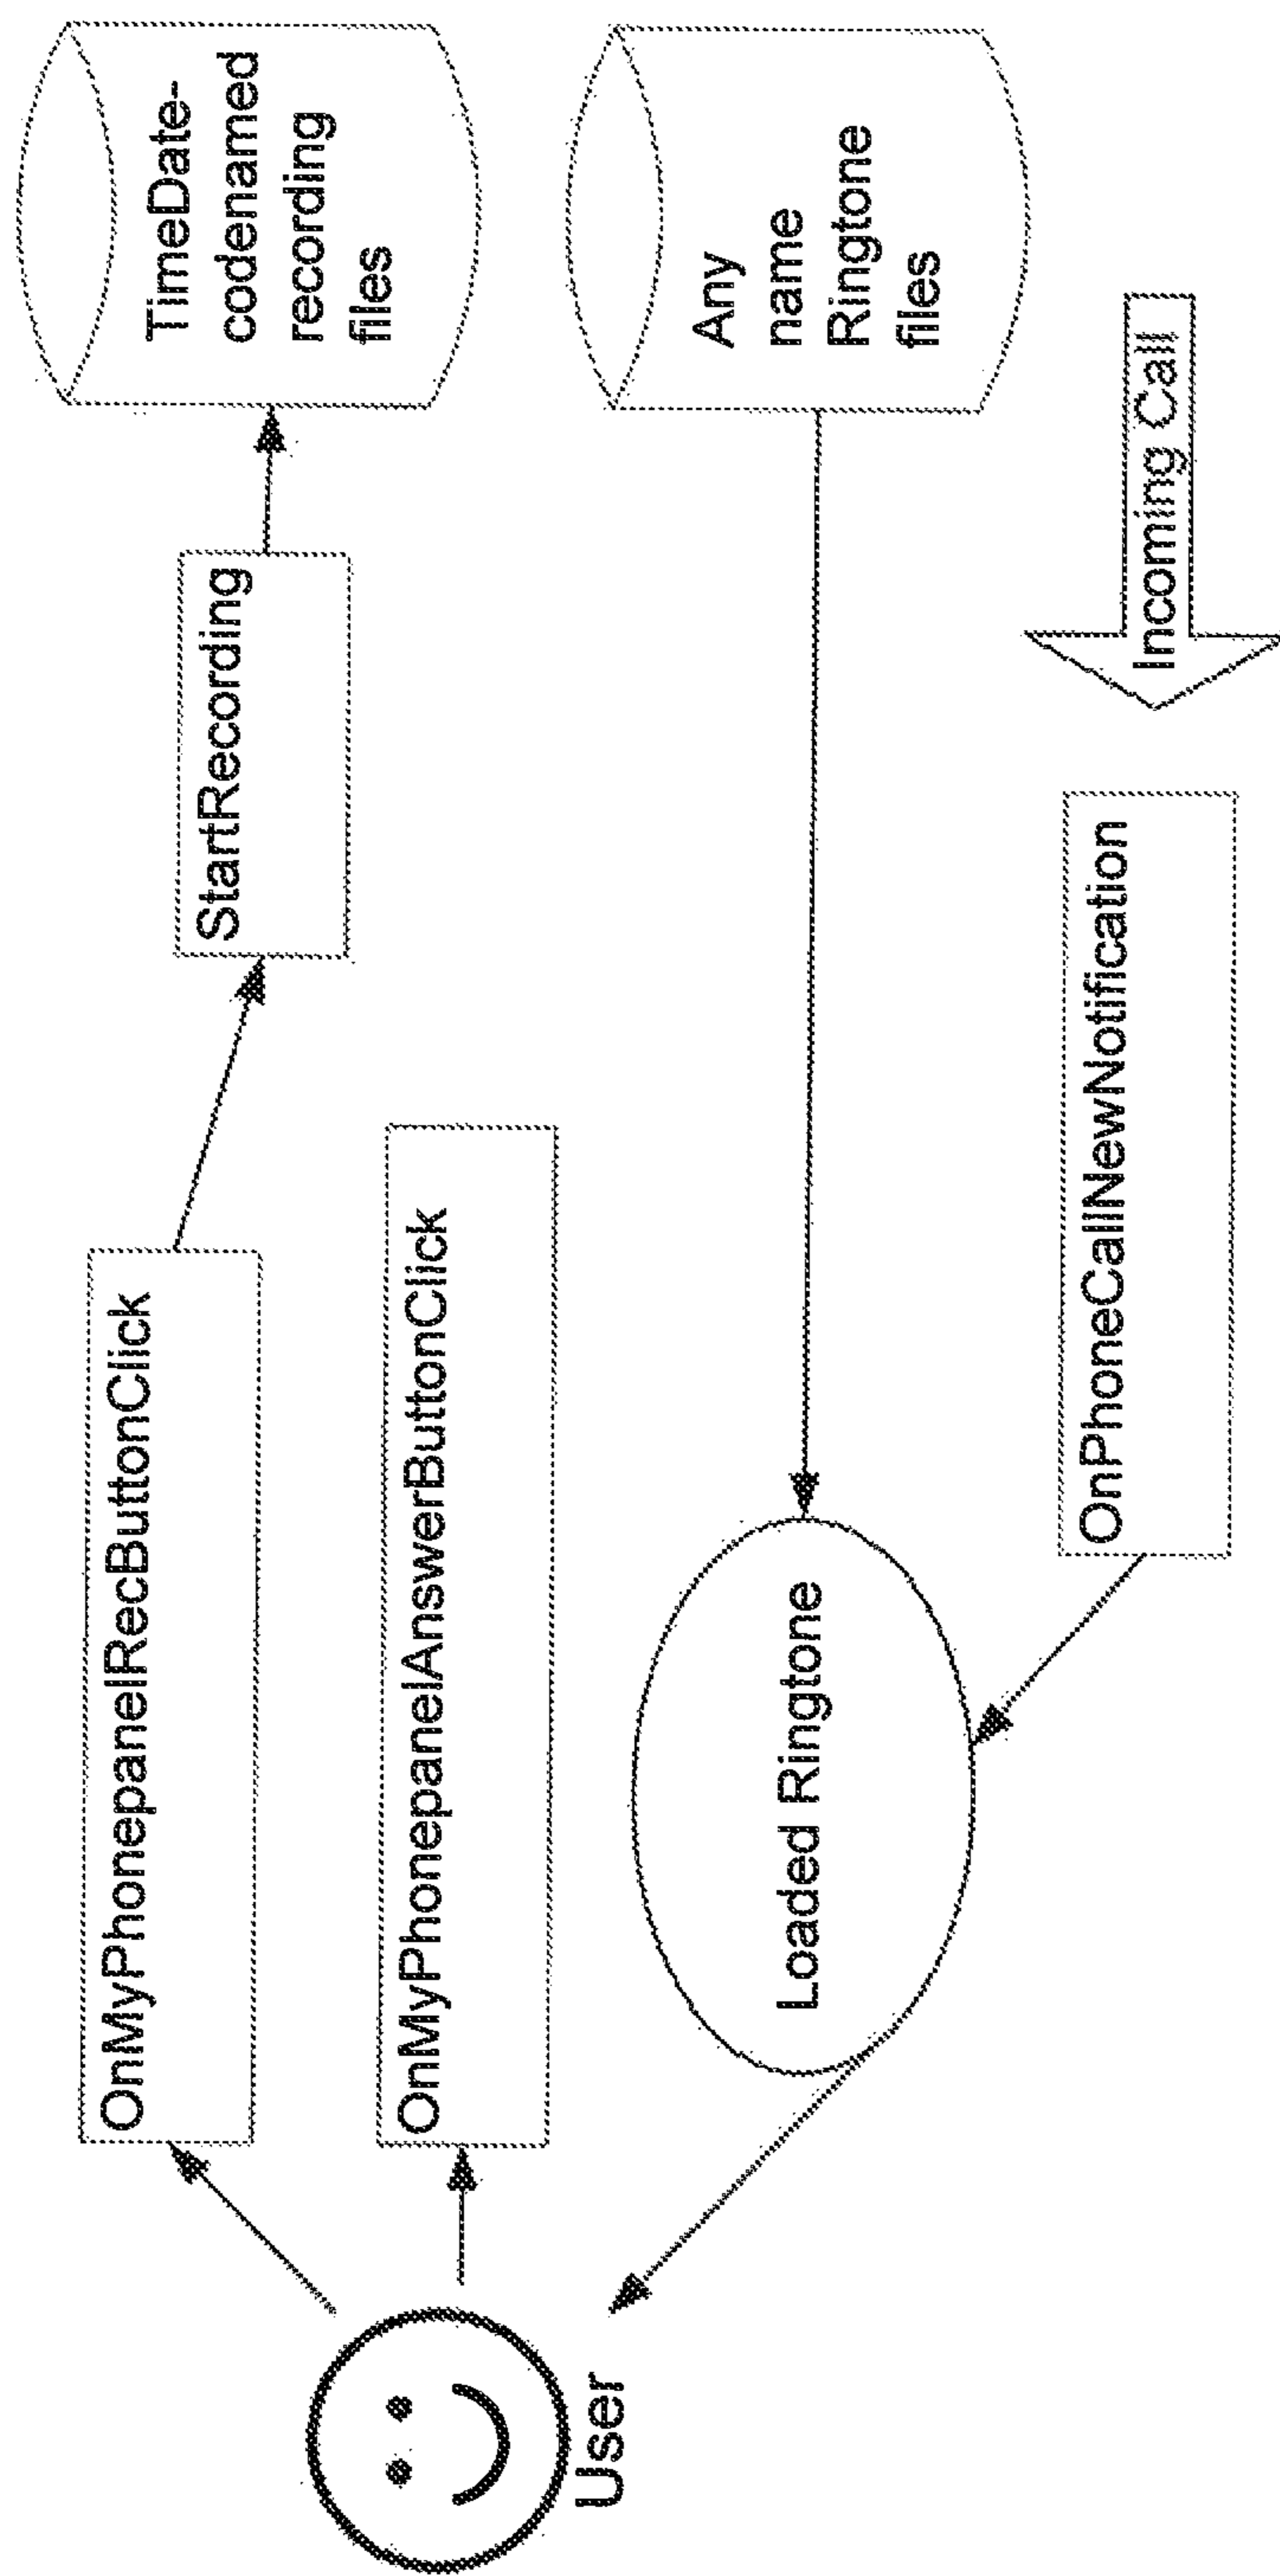 OnMyPhonepanelRecButtonClick
StartRecording
TimeDate-
codenamed
recording
files
OnMyPhonepanelAnswerButtonClick
User
Loaded Ringtone
Any
name
Ringtone
files
OnPhoneCallNewNotification
Incoming Call